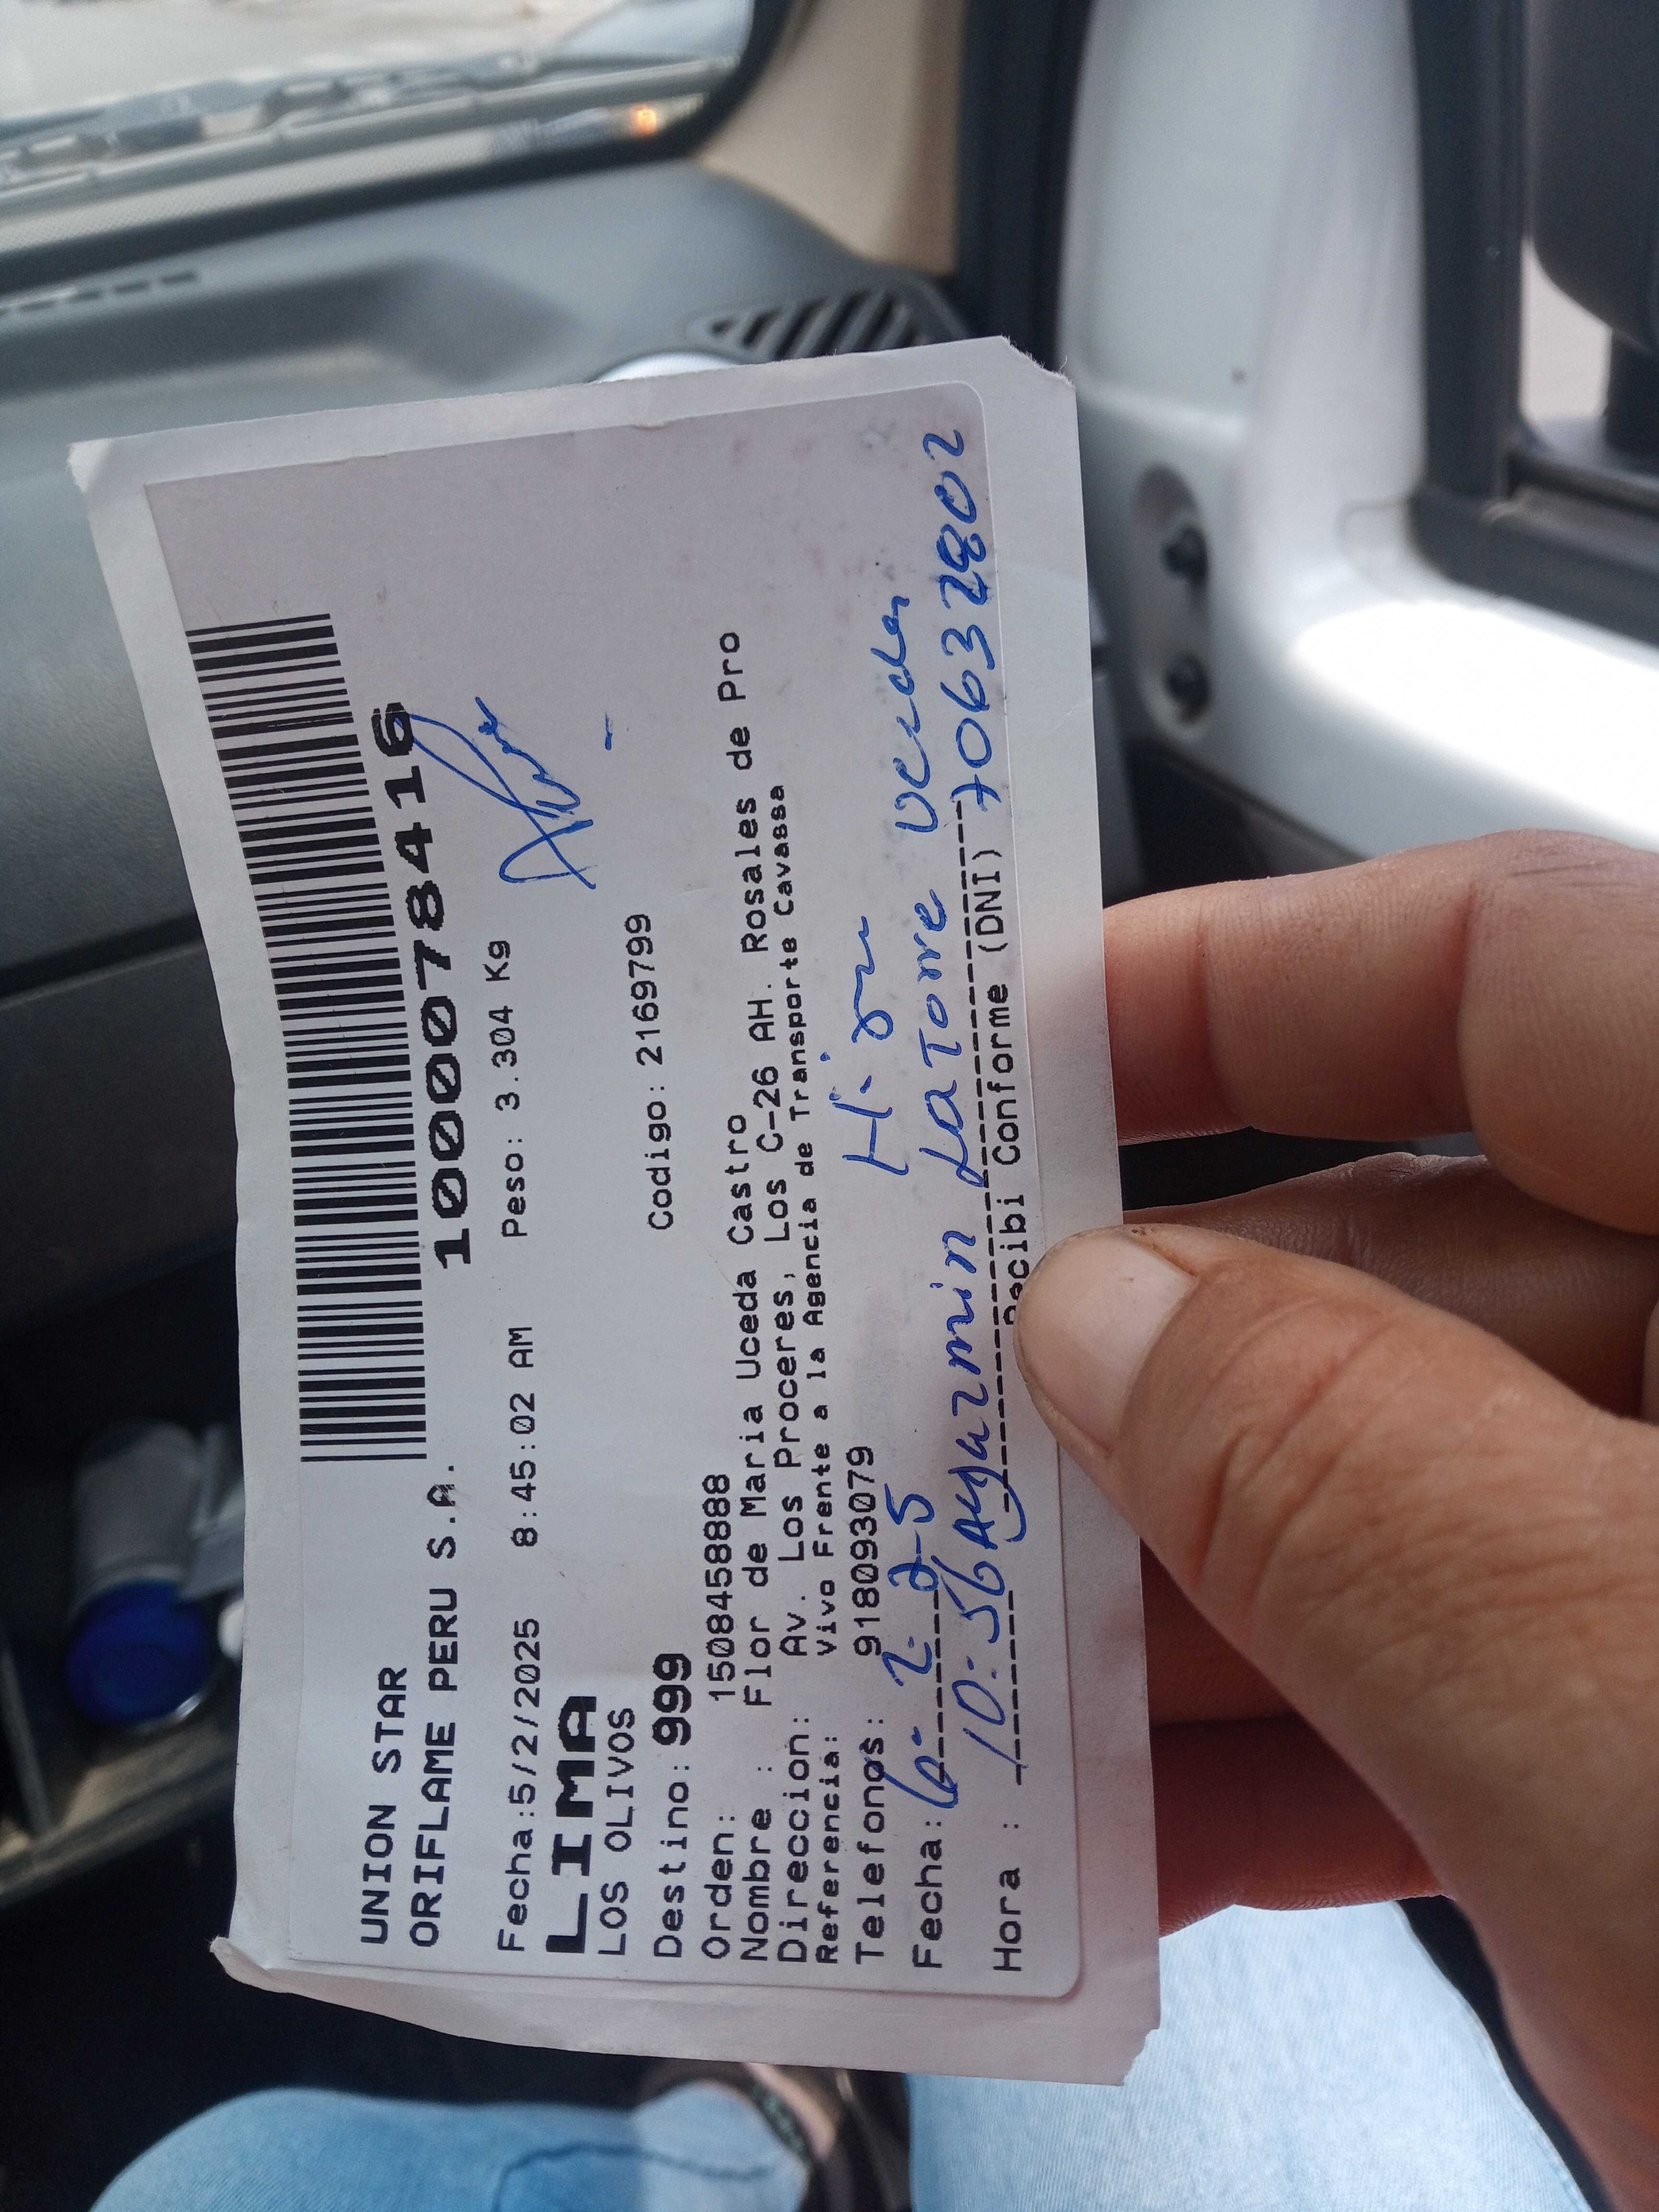 1000078416
UNION STAR
ORIFLAME PERU S.A.
Fecha:5/2/2025 8:45:02 AM Peso: 3.304 Kg
LIMA
LOS OLIVOS
Destino: 999 Codigo: 2169799
Orden: 1508458888
Nombre : Flor de Maria Uceda Castro
Direccion: Av. Los Proceres, Los C-26 AH. Rosales de Pro
Referencia: Vivo Frente a la Agencia de Transporte Cavassa
Telefonos: 918093079
Fecha: 6-2-25
Hora : 10:56 Ayazmin LaTorre Uceda 70632802
Recibi Conforme (DNI)